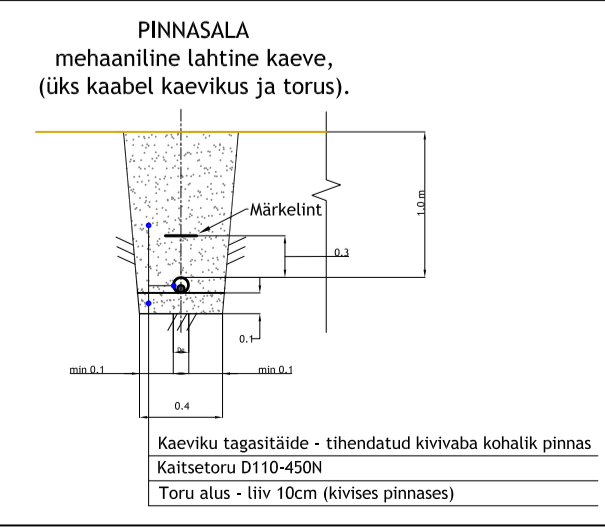 PINNASALA
mehaaniline lahtine kaeve,
(üks kaabel kaevikus ja torus).
Märkelint
1.0 m
0.3
0.1
De
min 0.1
min 0.1
0.4
Kaeviku tagasitäide - tihendatud kivivaba kohalik pinnas
Kaitsetoru D110-450N
Toru alus - liiv 10cm (kivises pinnases)